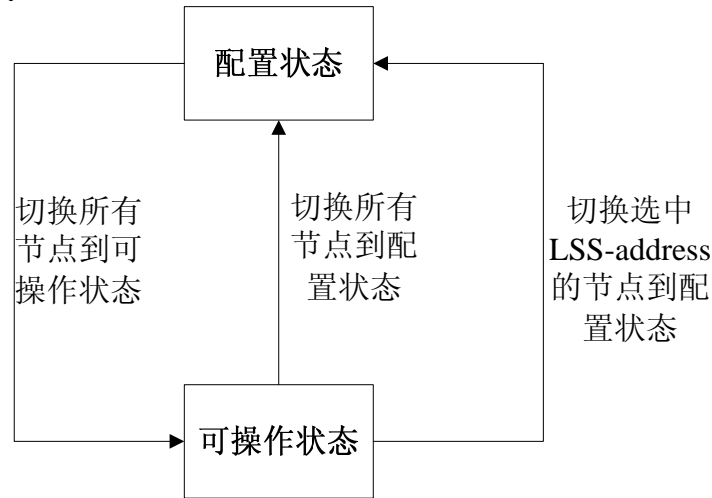 配置状态
切换所有
节点到可
操作状态
切换所有
节点到配
置状态
切换选中
LSS-address
的节点到配
置状态
可操作状态